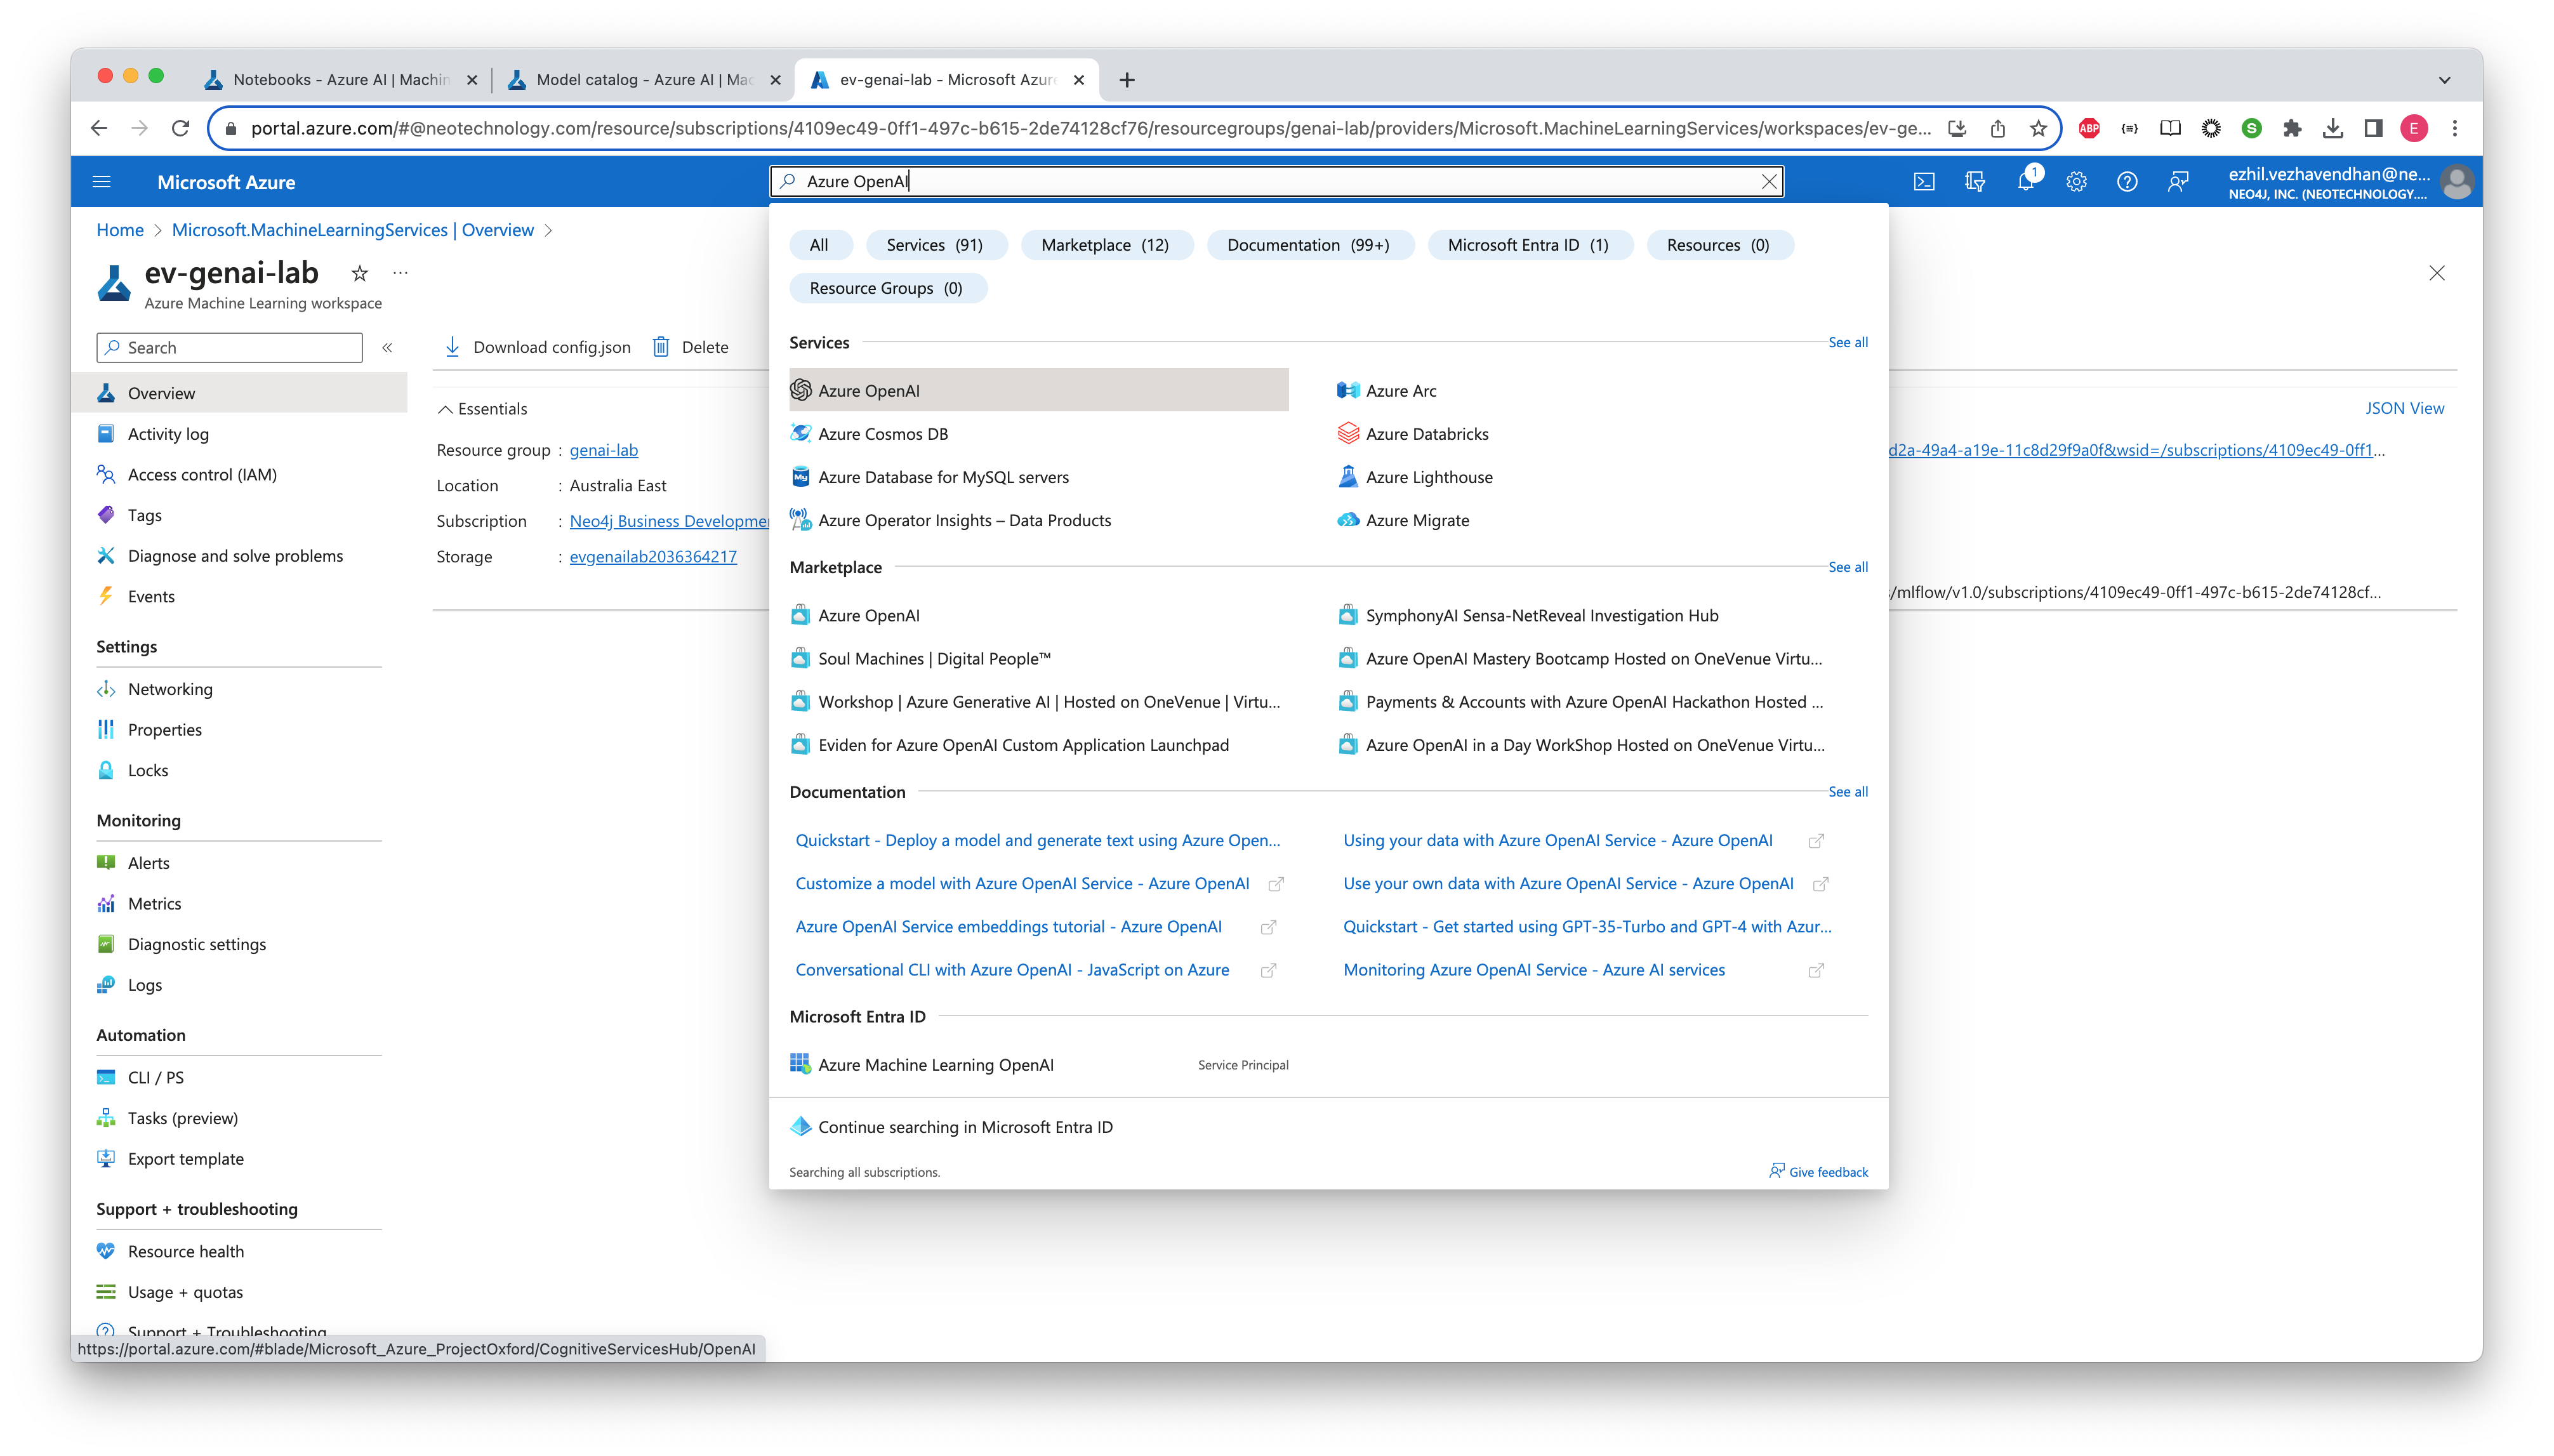 Notebooks - Azure AI | Machin
Model catalog - Azure AI | Mac
ev-genai-lab - Microsoft Azure
portal.azure.com/#@neotechnology.com/resource/subscriptions/4109ec49-0ff1-497c-b615-2de74128cf76/resourcegroups/genai-lab/providers/Microsoft.MachineLearningServices/workspaces/ev-ge...
ABP
S
E
Microsoft Azure
Azure OpenAI
1
ezhil.vezhavendhan@ne...
NEO4J, INC. (NEOTECHNOLOGY....
Home > Microsoft.MachineLearningServices | Overview >
ev-genai-lab
...
Azure Machine Learning workspace
Search
«
Overview
Activity log
Access control (IAM)
Tags
Diagnose and solve problems
Events
Settings
Networking
Properties
Locks
Monitoring
Alerts
Metrics
Diagnostic settings
Logs
Automation
CLI / PS
Tasks (preview)
Export template
Support + troubleshooting
Resource health
Usage + quotas
Support + Troubleshooting
https://portal.azure.com/#blade/Microsoft_Azure_ProjectOxford/CognitiveServicesHub/OpenAI
Download config.json
Delete
Essentials
Resource group : genai-lab
Location : Australia East
Subscription : Neo4j Business Developmen
Storage : evgenailab2036364217
All
Services (91)
Marketplace (12)
Documentation (99+)
Microsoft Entra ID (1)
Resources (0)
Resource Groups (0)
Services
See all
Azure OpenAI
Azure Arc
Azure Cosmos DB
Azure Databricks
Azure Database for MySQL servers
Azure Lighthouse
Azure Operator Insights – Data Products
Azure Migrate
Marketplace
See all
Azure OpenAI
SymphonyAI Sensa-NetReveal Investigation Hub
Soul Machines | Digital People™
Azure OpenAI Mastery Bootcamp Hosted on OneVenue Virtu...
Workshop | Azure Generative AI | Hosted on OneVenue | Virtu...
Payments & Accounts with Azure OpenAI Hackathon Hosted ...
Eviden for Azure OpenAI Custom Application Launchpad
Azure OpenAI in a Day WorkShop Hosted on OneVenue Virtu...
Documentation
See all
Quickstart - Deploy a model and generate text using Azure Open...
Using your data with Azure OpenAI Service - Azure OpenAI
Customize a model with Azure OpenAI Service - Azure OpenAI
Use your own data with Azure OpenAI Service - Azure OpenAI
Azure OpenAI Service embeddings tutorial - Azure OpenAI
Quickstart - Get started using GPT-35-Turbo and GPT-4 with Azur...
Conversational CLI with Azure OpenAI - JavaScript on Azure
Monitoring Azure OpenAI Service - Azure AI services
Microsoft Entra ID
Azure Machine Learning OpenAI
Service Principal
Continue searching in Microsoft Entra ID
Searching all subscriptions.
Give feedback
JSON View
d2a-49a4-a19e-11c8d29f9a0f&wsid=/subscriptions/4109ec49-0ff1...
/mlflow/v1.0/subscriptions/4109ec49-0ff1-497c-b615-2de74128cf...